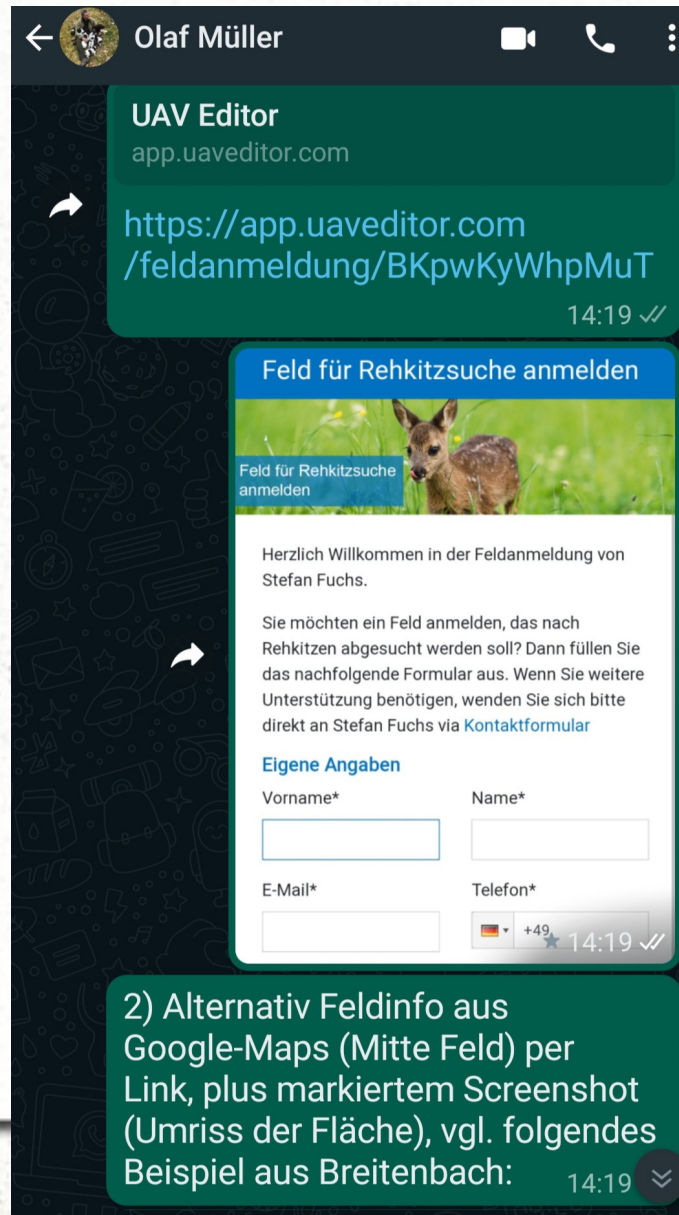 Olaf Müller
UAV Editor
app.uaveditor.com
https://app.uaveditor.com
/feldanmeldung/BKpwKyWhpMuT
14:19
Feld für Rehkitzsuche anmelden
Feld für Rehkitzsuche
anmelden
Herzlich Willkommen in der Feldanmeldung von
Stefan Fuchs.
Sie möchten ein Feld anmelden, das nach
Rehkitzen abgesucht werden soll? Dann füllen Sie
das nachfolgende Formular aus. Wenn Sie weitere
Unterstützung benötigen, wenden Sie sich bitte
direkt an Stefan Fuchs via Kontaktformular
Eigene Angaben
Vorname* Name*
E-Mail* Telefon*
+49
14:19
2) Alternativ Feldinfo aus
Google-Maps (Mitte Feld) per
Link, plus markiertem Screenshot
(Umriss der Fläche), vgl. folgendes
Beispiel aus Breitenbach:
14:19